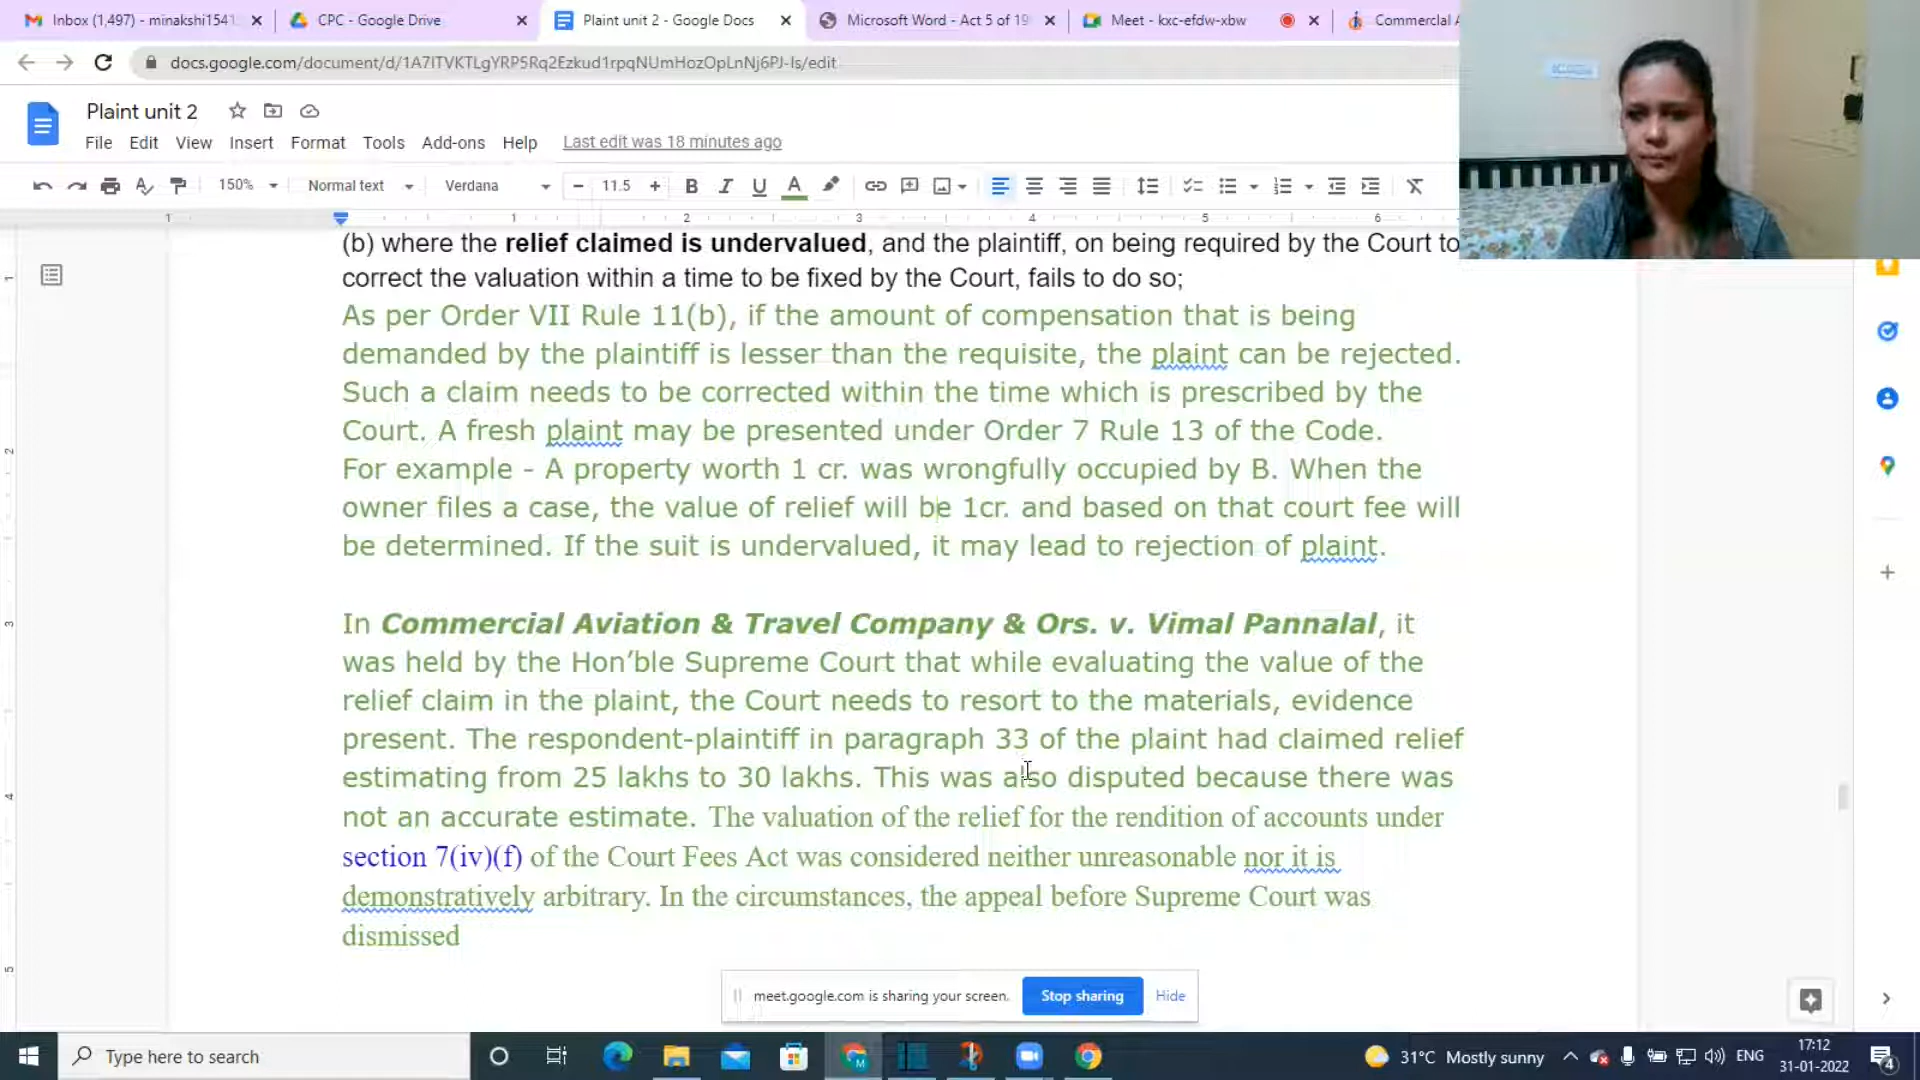 Inbox (1,497) - minakshi1541
CPC - Google Drive
Plaint unit 2 - Google Docs
Microsoft Word - Act 5 of 19
Meet - kxc-efdw-xbw
Commercial A
docs.google.com/document/d/1A7ITVKTLgYRP5Rq2Ezkud1rpqNUmHozOpLnNj6PJ-ls/edit
Plaint unit 2
File Edit View Insert Format Tools Add-ons Help Last edit was 18 minutes ago
150% Normal text Verdana 11.5
1 1 2 3 4 5 6
(b) where the relief claimed is undervalued, and the plaintiff, on being required by the Court to
correct the valuation within a time to be fixed by the Court, fails to do so;
As per Order VII Rule 11(b), if the amount of compensation that is being
demanded by the plaintiff is lesser than the requisite, the plaint can be rejected.
Such a claim needs to be corrected within the time which is prescribed by the
Court. A fresh plaint may be presented under Order 7 Rule 13 of the Code.
For example - A property worth 1 cr. was wrongfully occupied by B. When the
owner files a case, the value of relief will be 1cr. and based on that court fee will
be determined. If the suit is undervalued, it may lead to rejection of plaint.
In Commercial Aviation & Travel Company & Ors. v. Vimal Pannalal, it
was held by the Hon’ble Supreme Court that while evaluating the value of the
relief claim in the plaint, the Court needs to resort to the materials, evidence
present. The respondent-plaintiff in paragraph 33 of the plaint had claimed relief
estimating from 25 lakhs to 30 lakhs. This was also disputed because there was
not an accurate estimate. The valuation of the relief for the rendition of accounts under
section 7(iv)(f) of the Court Fees Act was considered neither unreasonable nor it is
demonstratively arbitrary. In the circumstances, the appeal before Supreme Court was
dismissed
meet.google.com is sharing your screen. Stop sharing Hide
Type here to search
31°C Mostly sunny
ENG
17:12
31-01-2022
4